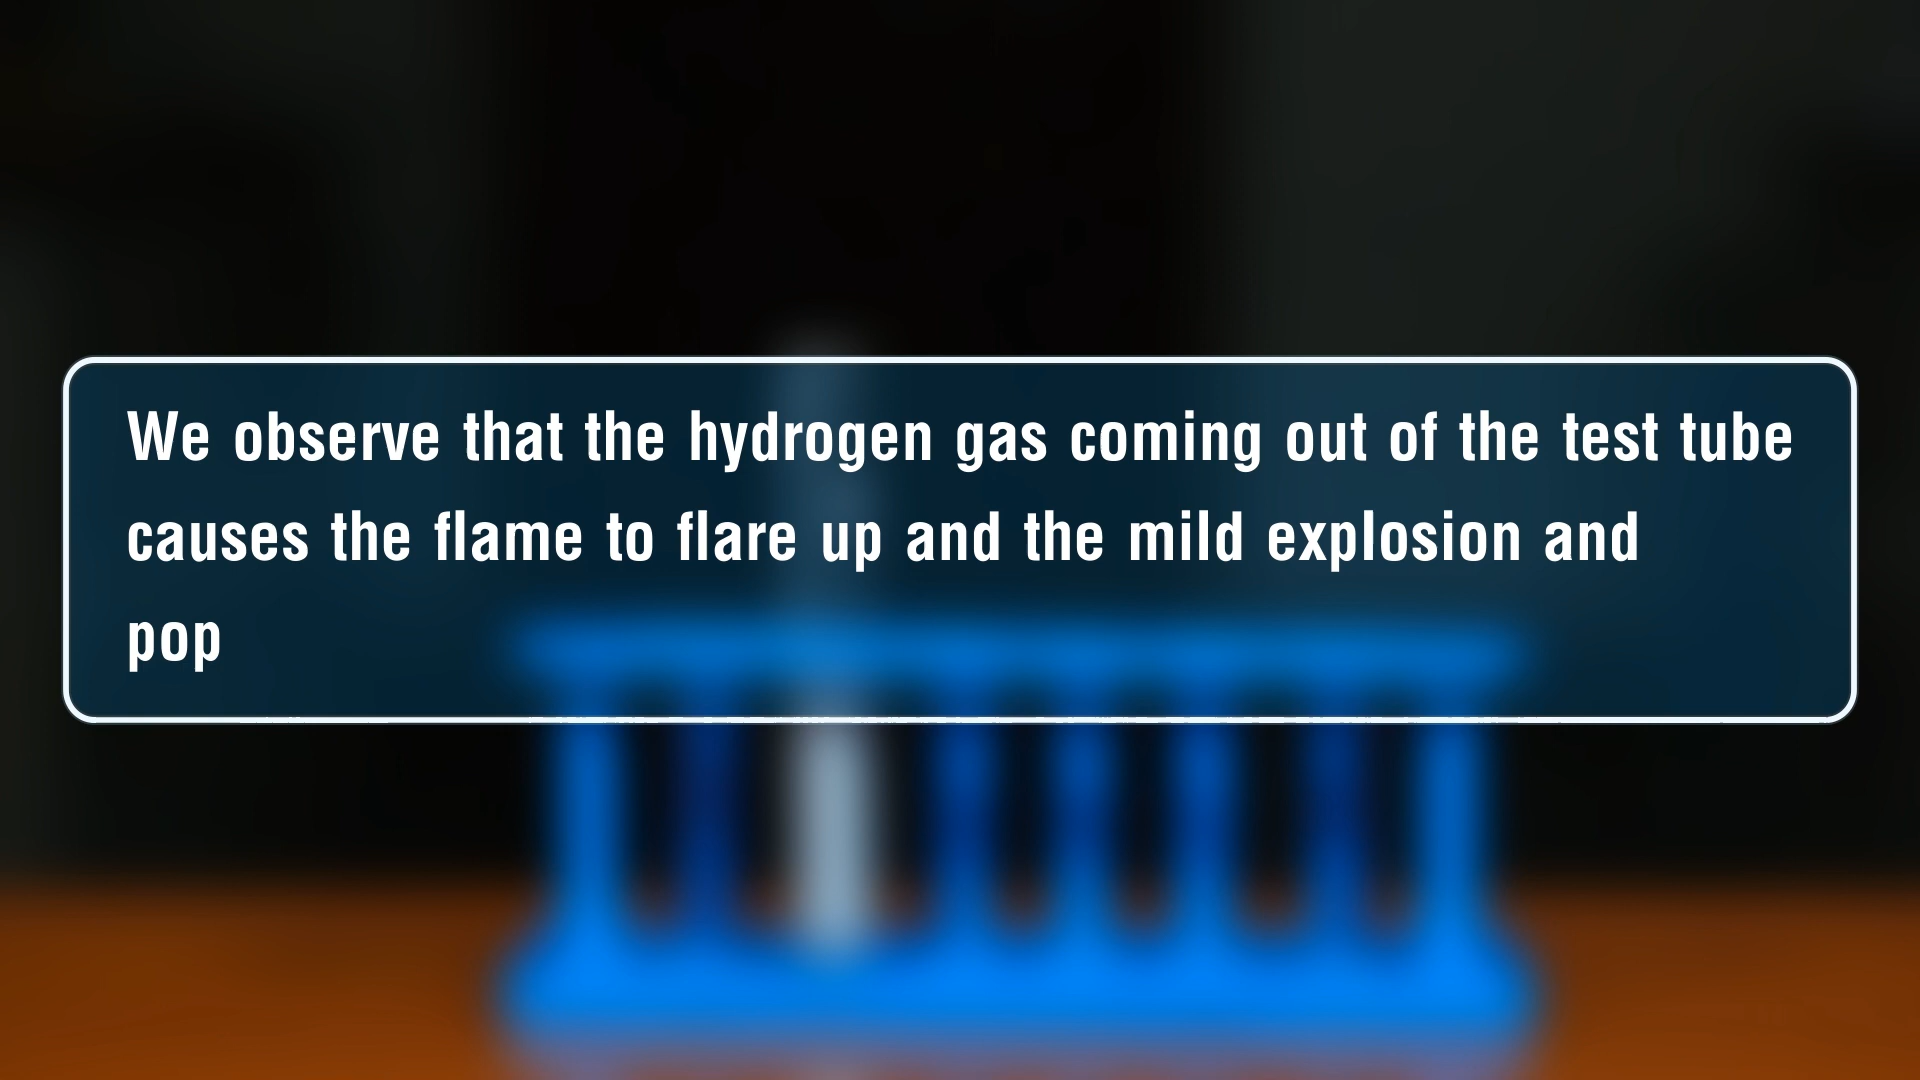 We observe that the hydrogen gas coming out of the test tube
causes the flame to flare up and the mild explosion and
pop